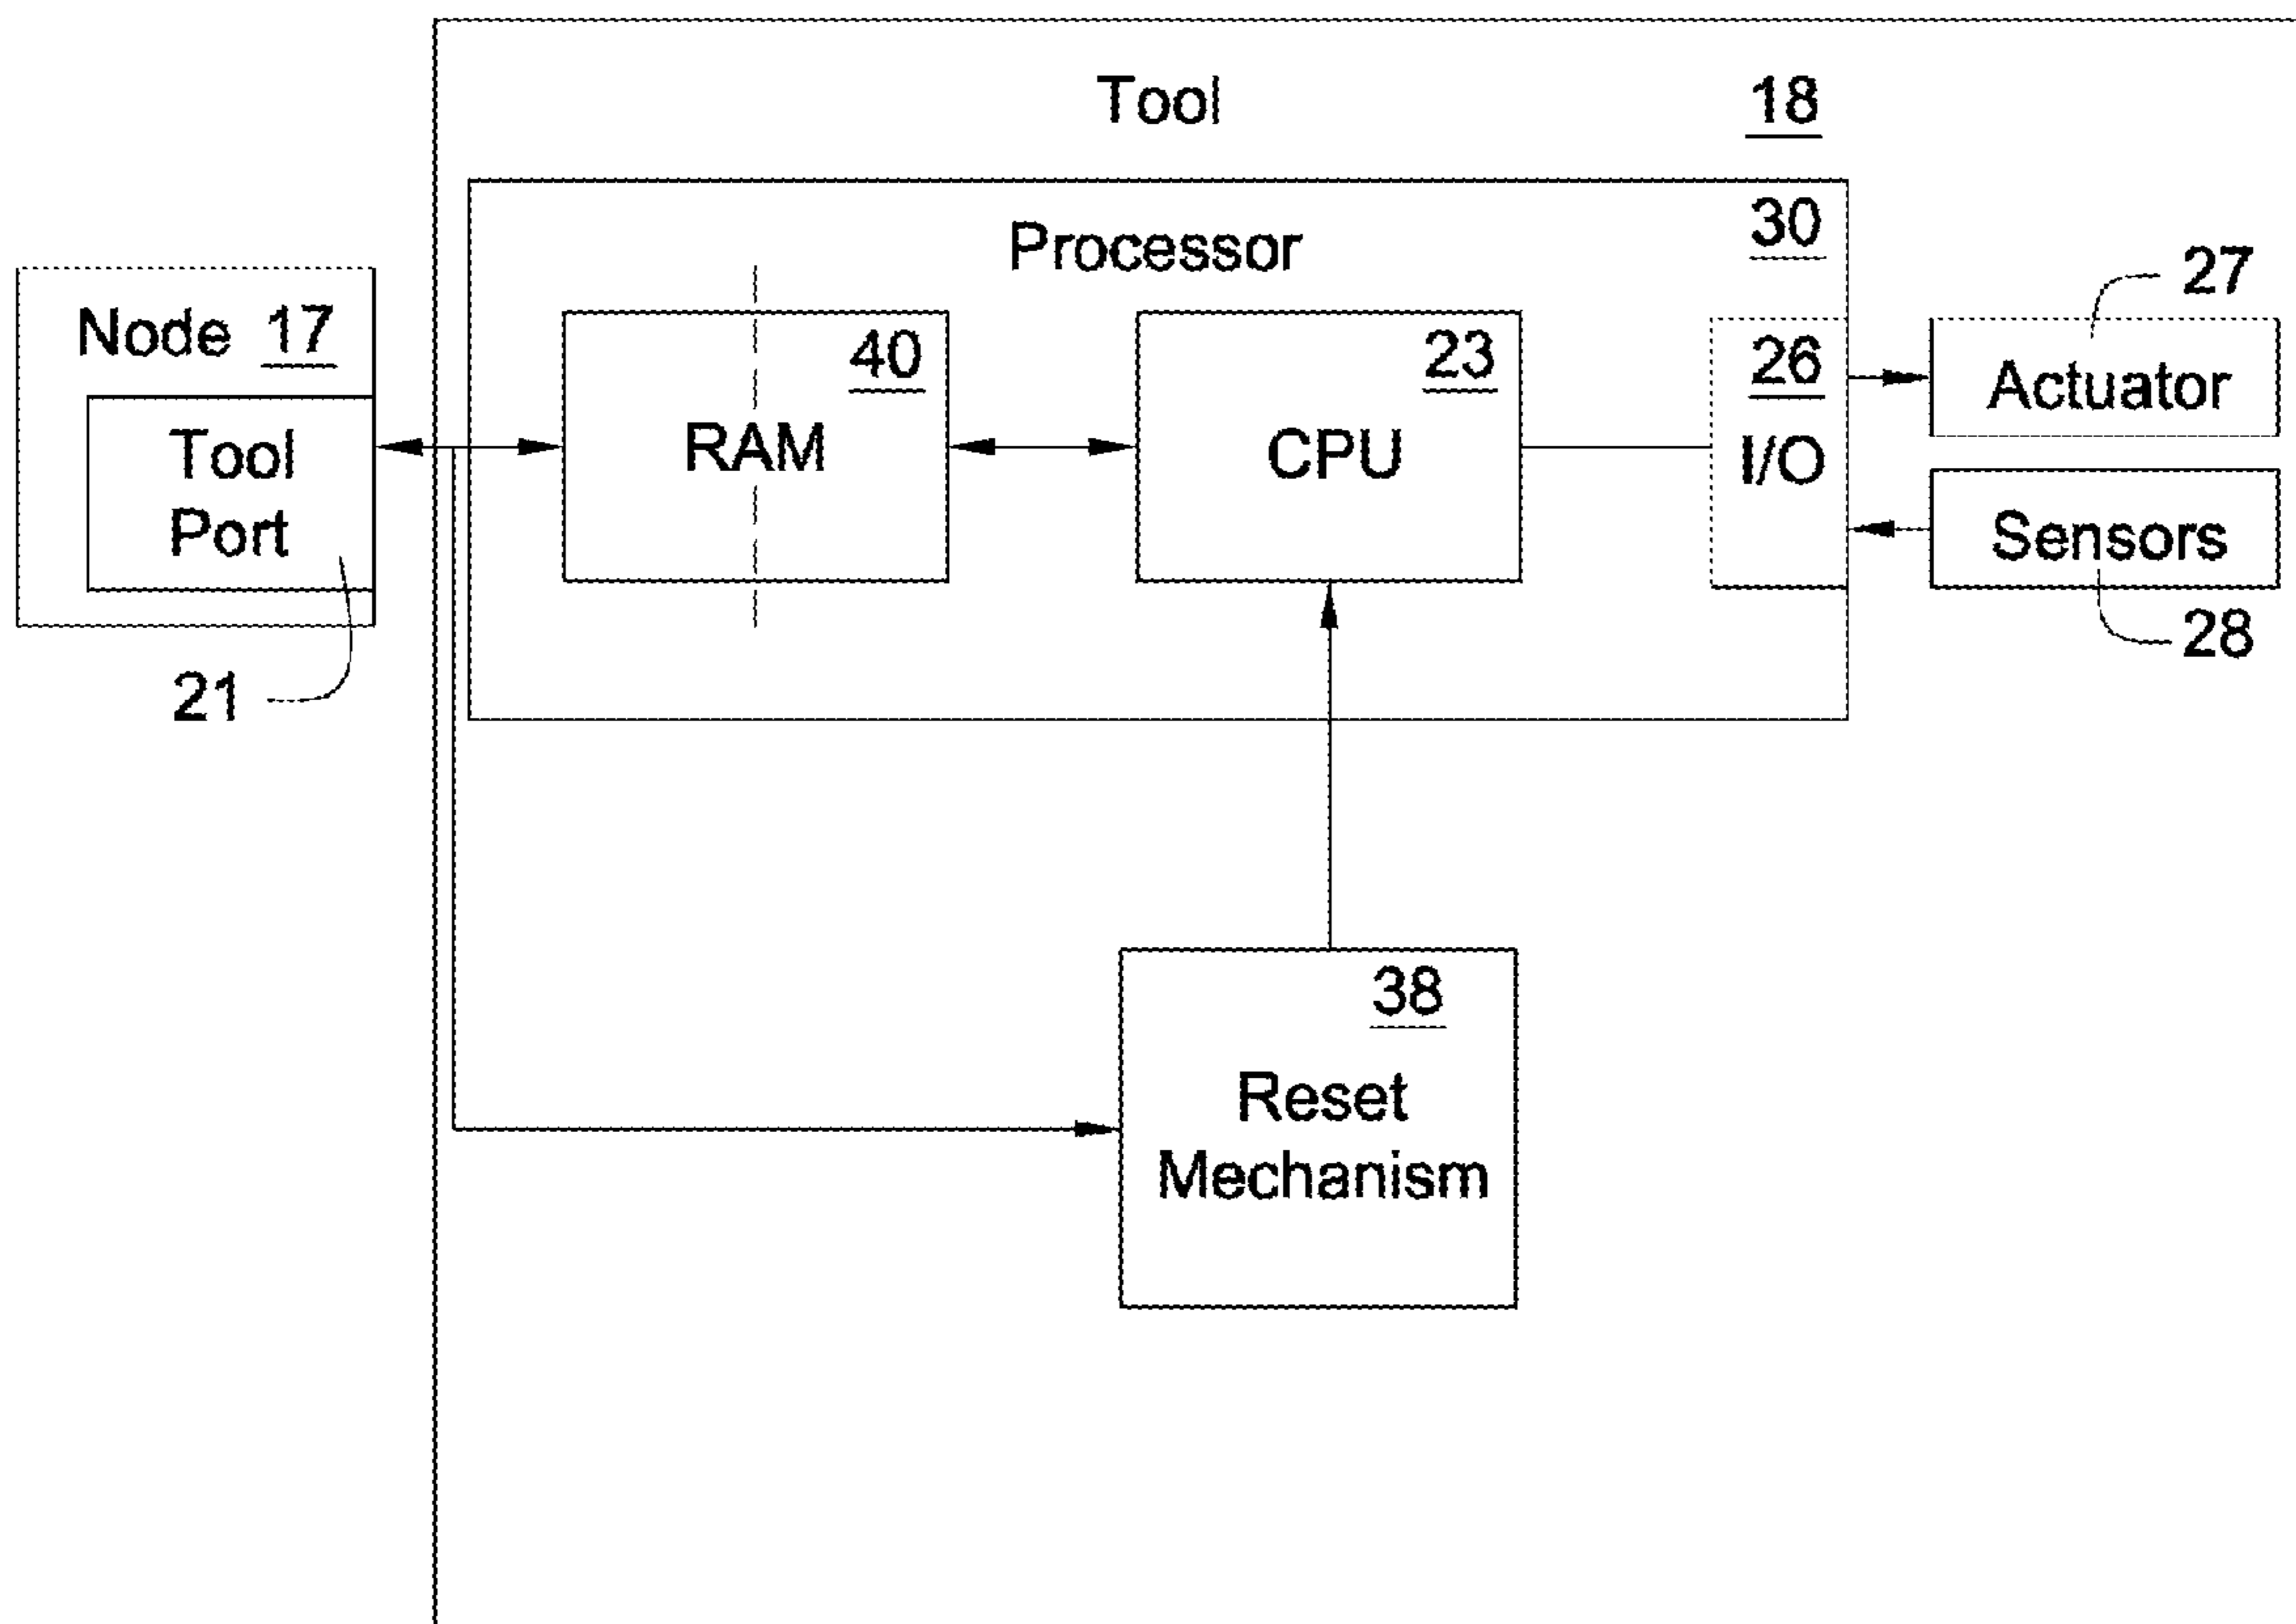 Tool 18
Processor 30
Node 17
Tool
Port
21
40
RAM
23
CPU
26
I/O
27
Actuator
Sensors
28
38
Reset
Mechanism